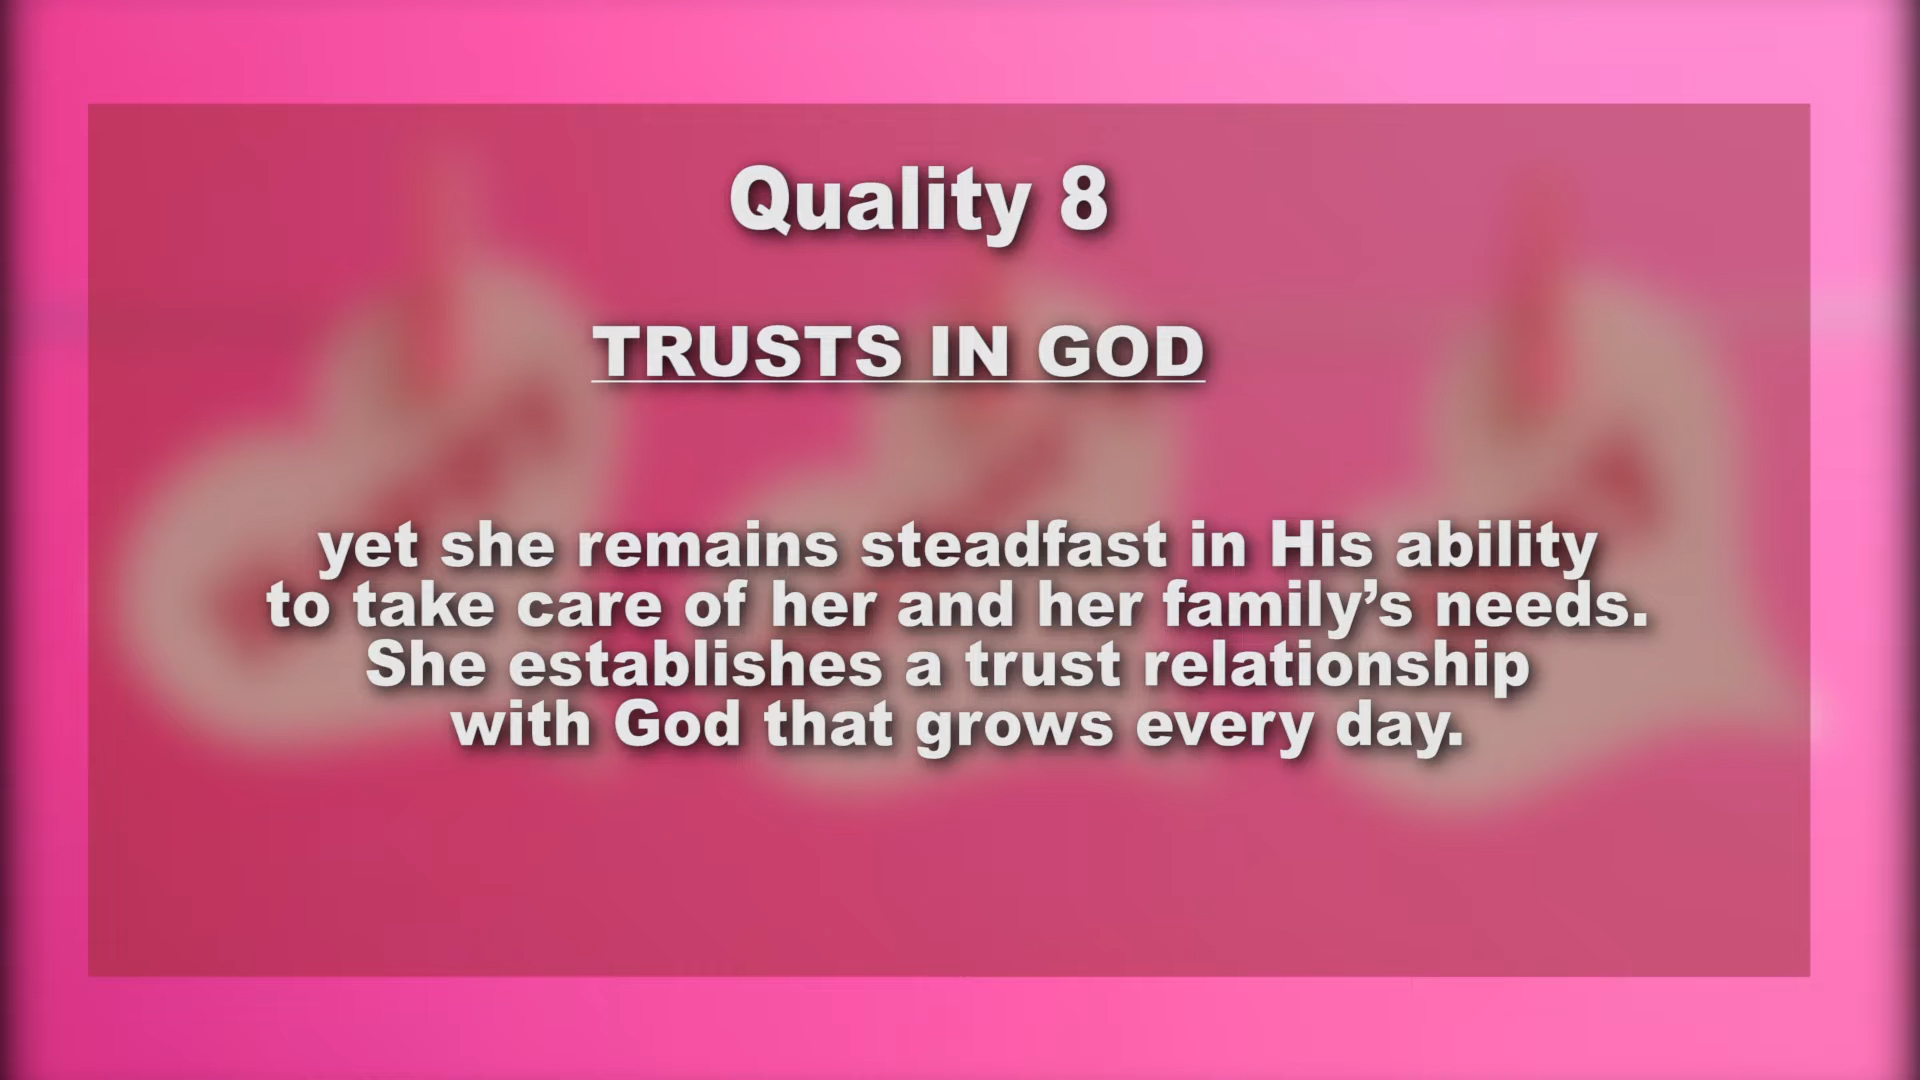 Quality 8
TRUSTS IN GOD
yet she remains steadfast in His ability
to take care of her and her family’s needs.
She establishes a trust relationship
with God that grows every day.